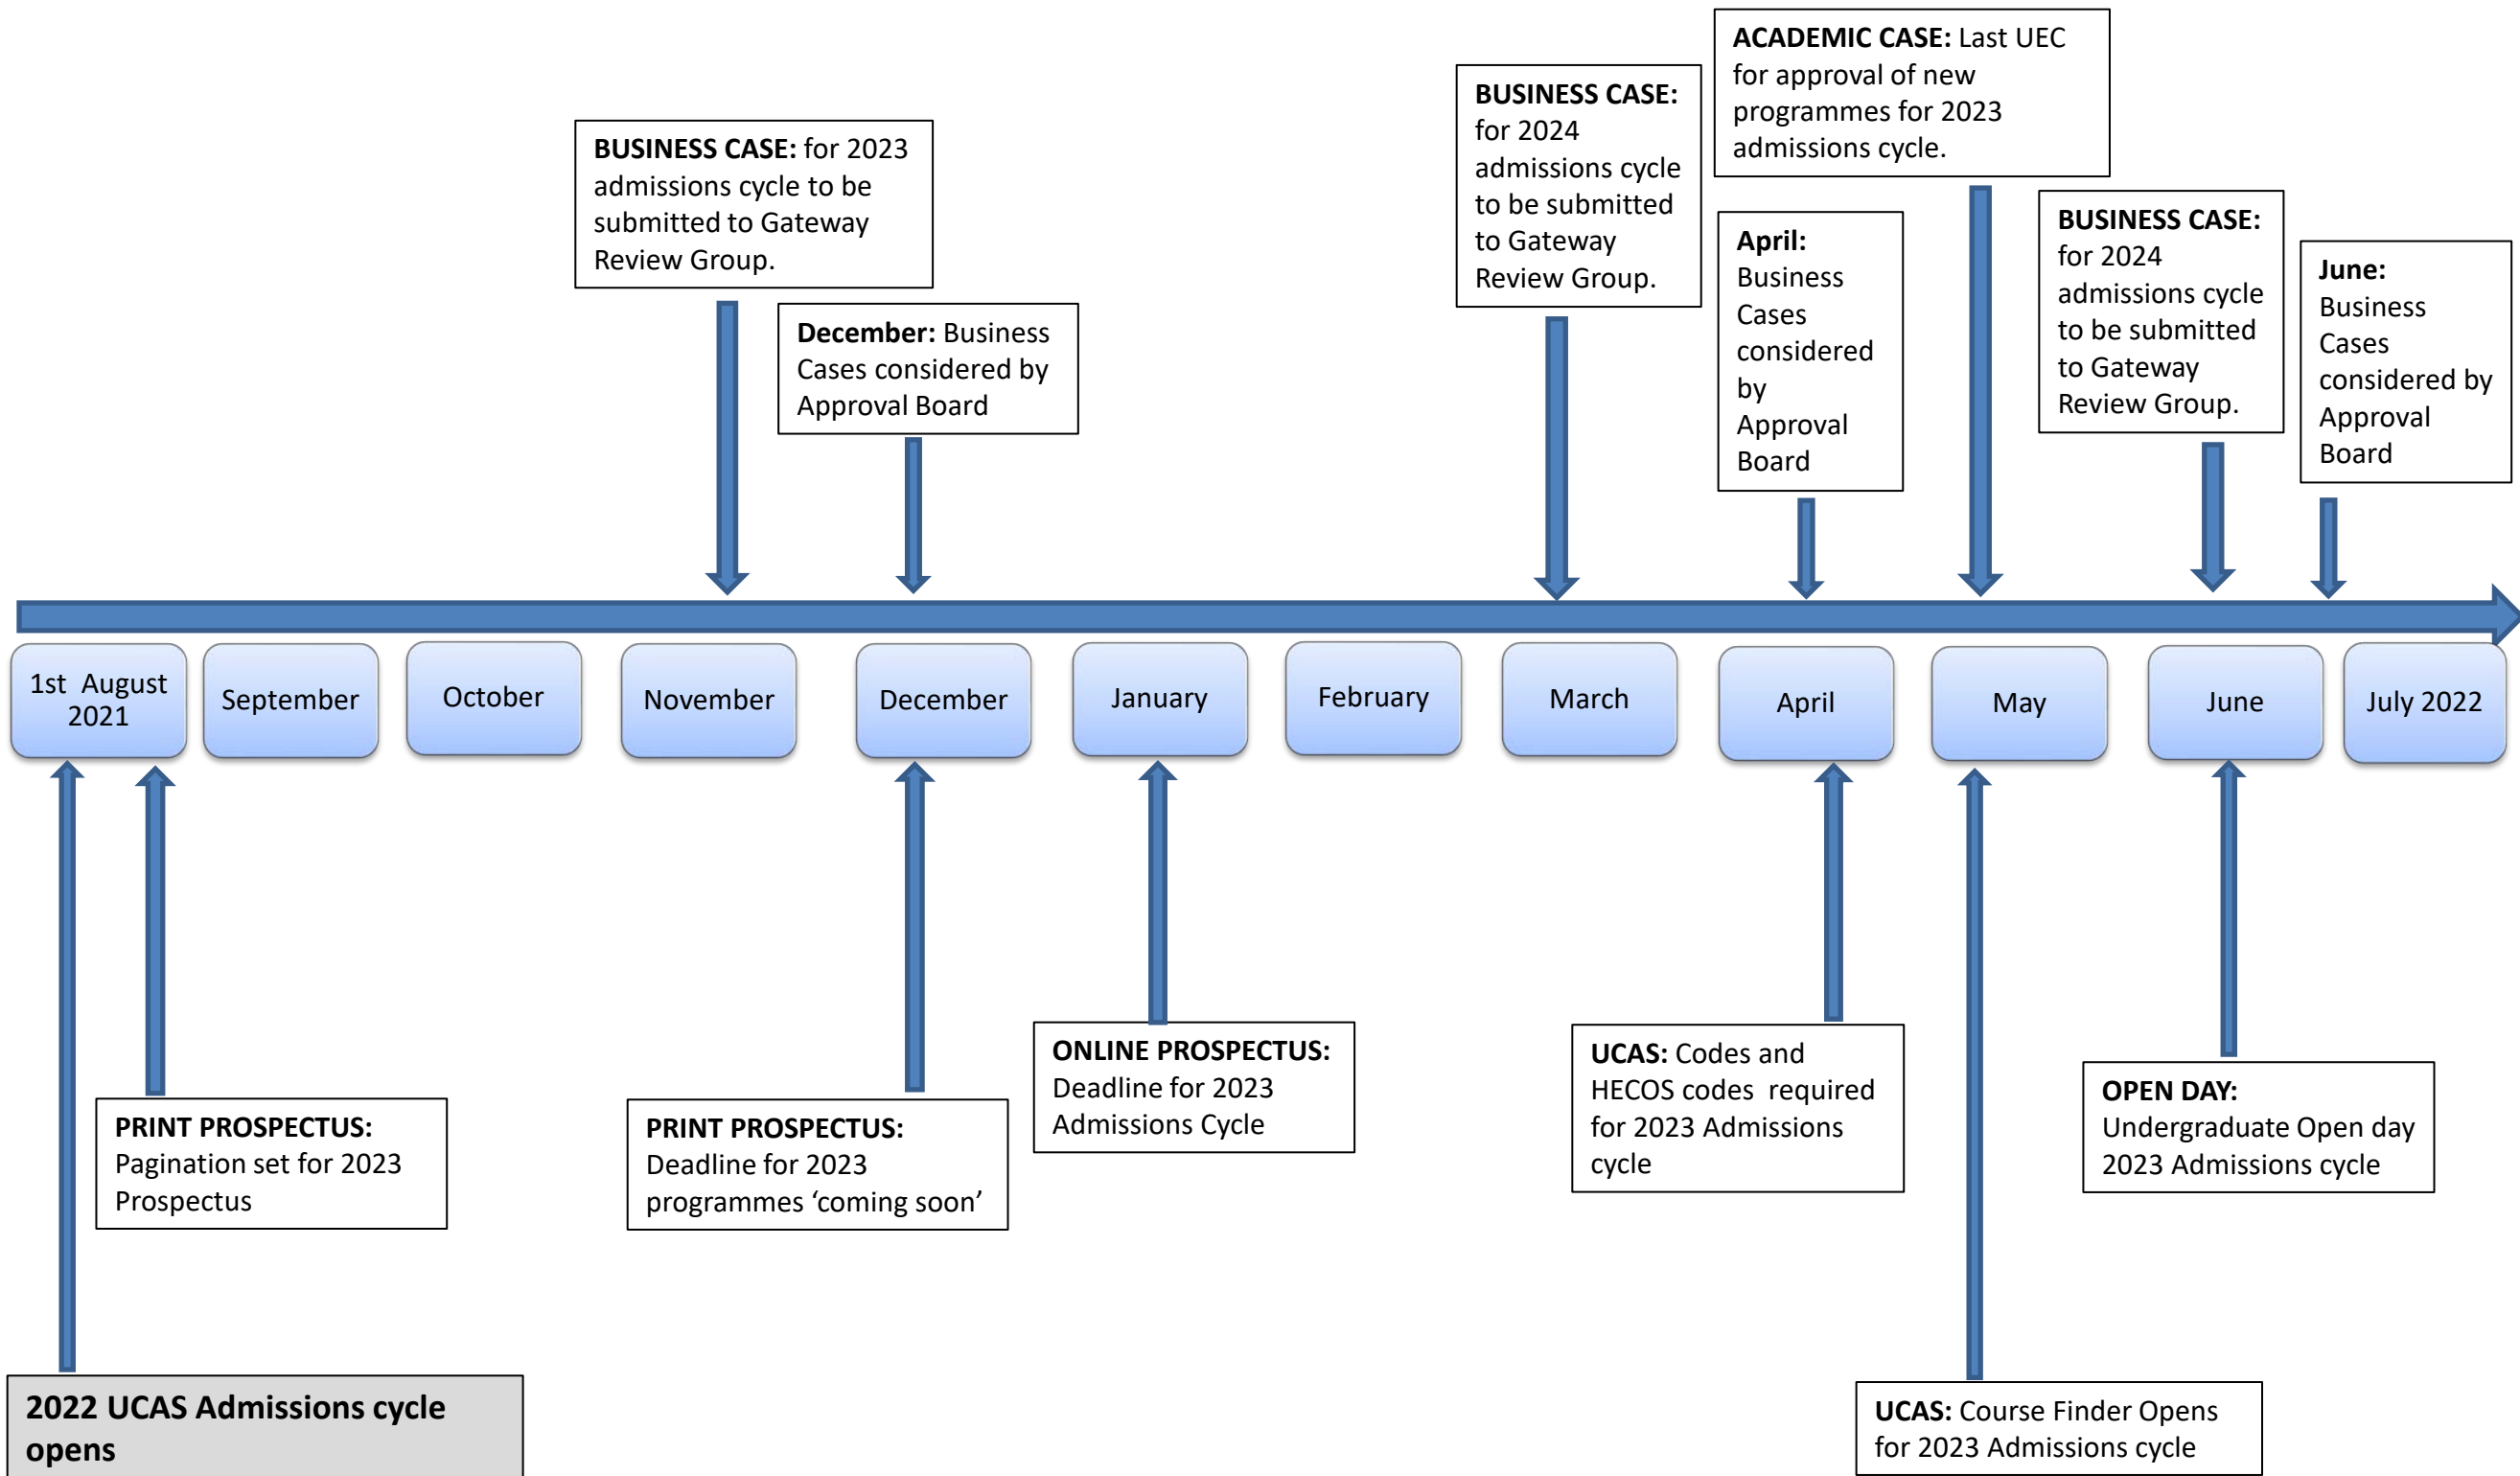 ACADEMIC CASE: Last UEC
for approval of new
programmes for 2023
admissions cycle.
BUSINESS CASE:
for 2024
admissions cycle
to be submitted
to Gateway
Review Group.
BUSINESS CASE: for 2023
admissions cycle to be
submitted to Gateway
Review Group.
December: Business
Cases considered by
Approval Board
April:
Business
Cases
considered
by
Approval
Board
BUSINESS CASE:
for 2024
admissions cycle
to be submitted
to Gateway
Review Group.
June:
Business
Cases
considered by
Approval
Board
1st August
2021
September
October
November
December
January
February
March
April
May
June
July 2022
PRINT PROSPECTUS:
Pagination set for 2023
Prospectus
PRINT PROSPECTUS:
Deadline for 2023
programmes ‘coming soon’
ONLINE PROSPECTUS:
Deadline for 2023
Admissions Cycle
UCAS: Codes and
HECOS codes required
for 2023 Admissions
cycle
OPEN DAY:
Undergraduate Open day
2023 Admissions cycle
2022 UCAS Admissions cycle
opens
UCAS: Course Finder Opens
for 2023 Admissions cycle